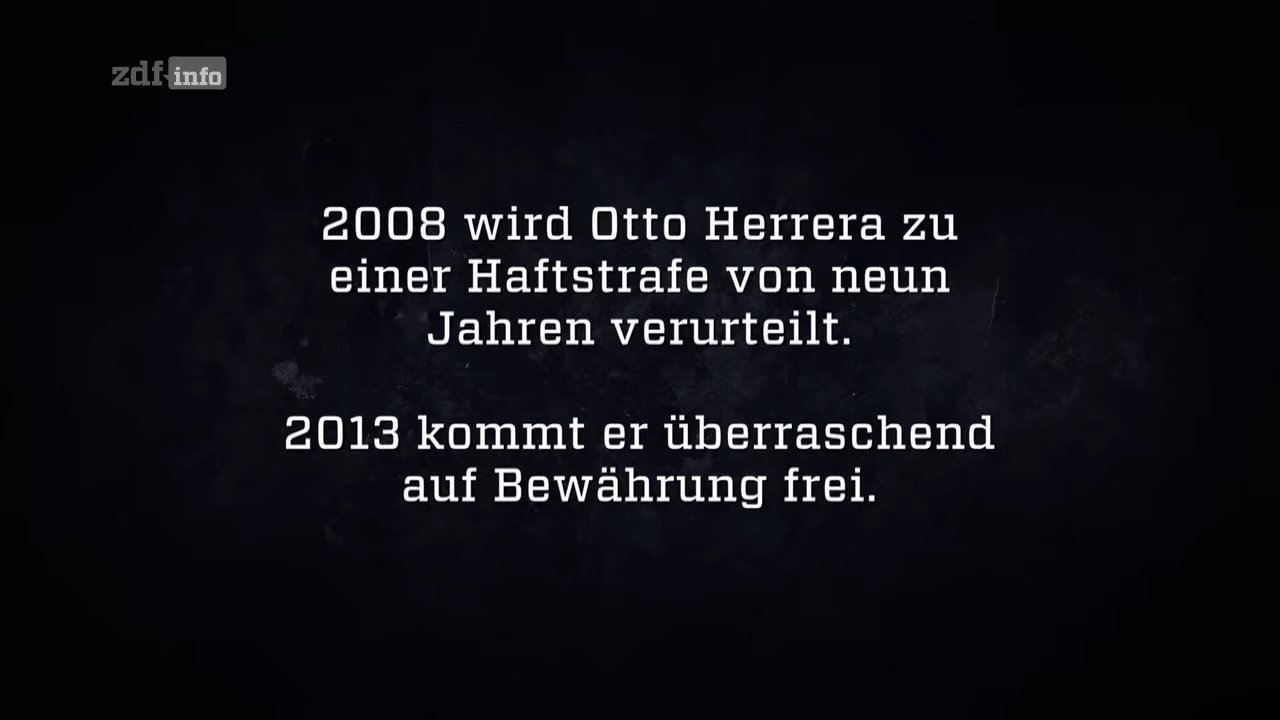 zdf info
2008 wird Otto Herrera zu
einer Haftstrafe von neun
Jahren verurteilt.
2013 kommt er überraschend
auf Bewährung frei.